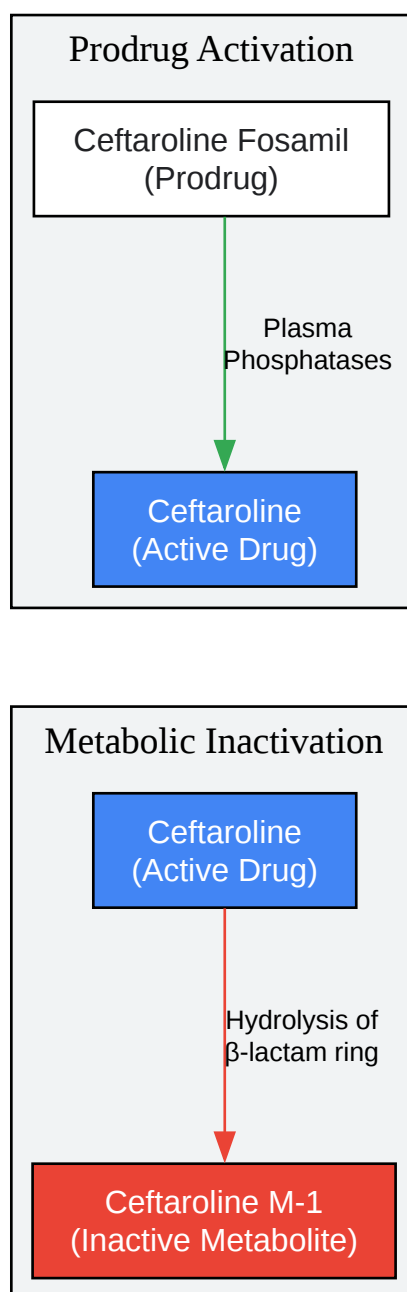 Prodrug Activation
Ceftaroline Fosamil
(Prodrug)
Plasma
Phosphatases
Ceftaroline
(Active Drug)
Metabolic Inactivation
Ceftaroline
(Active Drug)
Hydrolysis of
β-lactam ring
Ceftaroline M-1
(Inactive Metabolite)